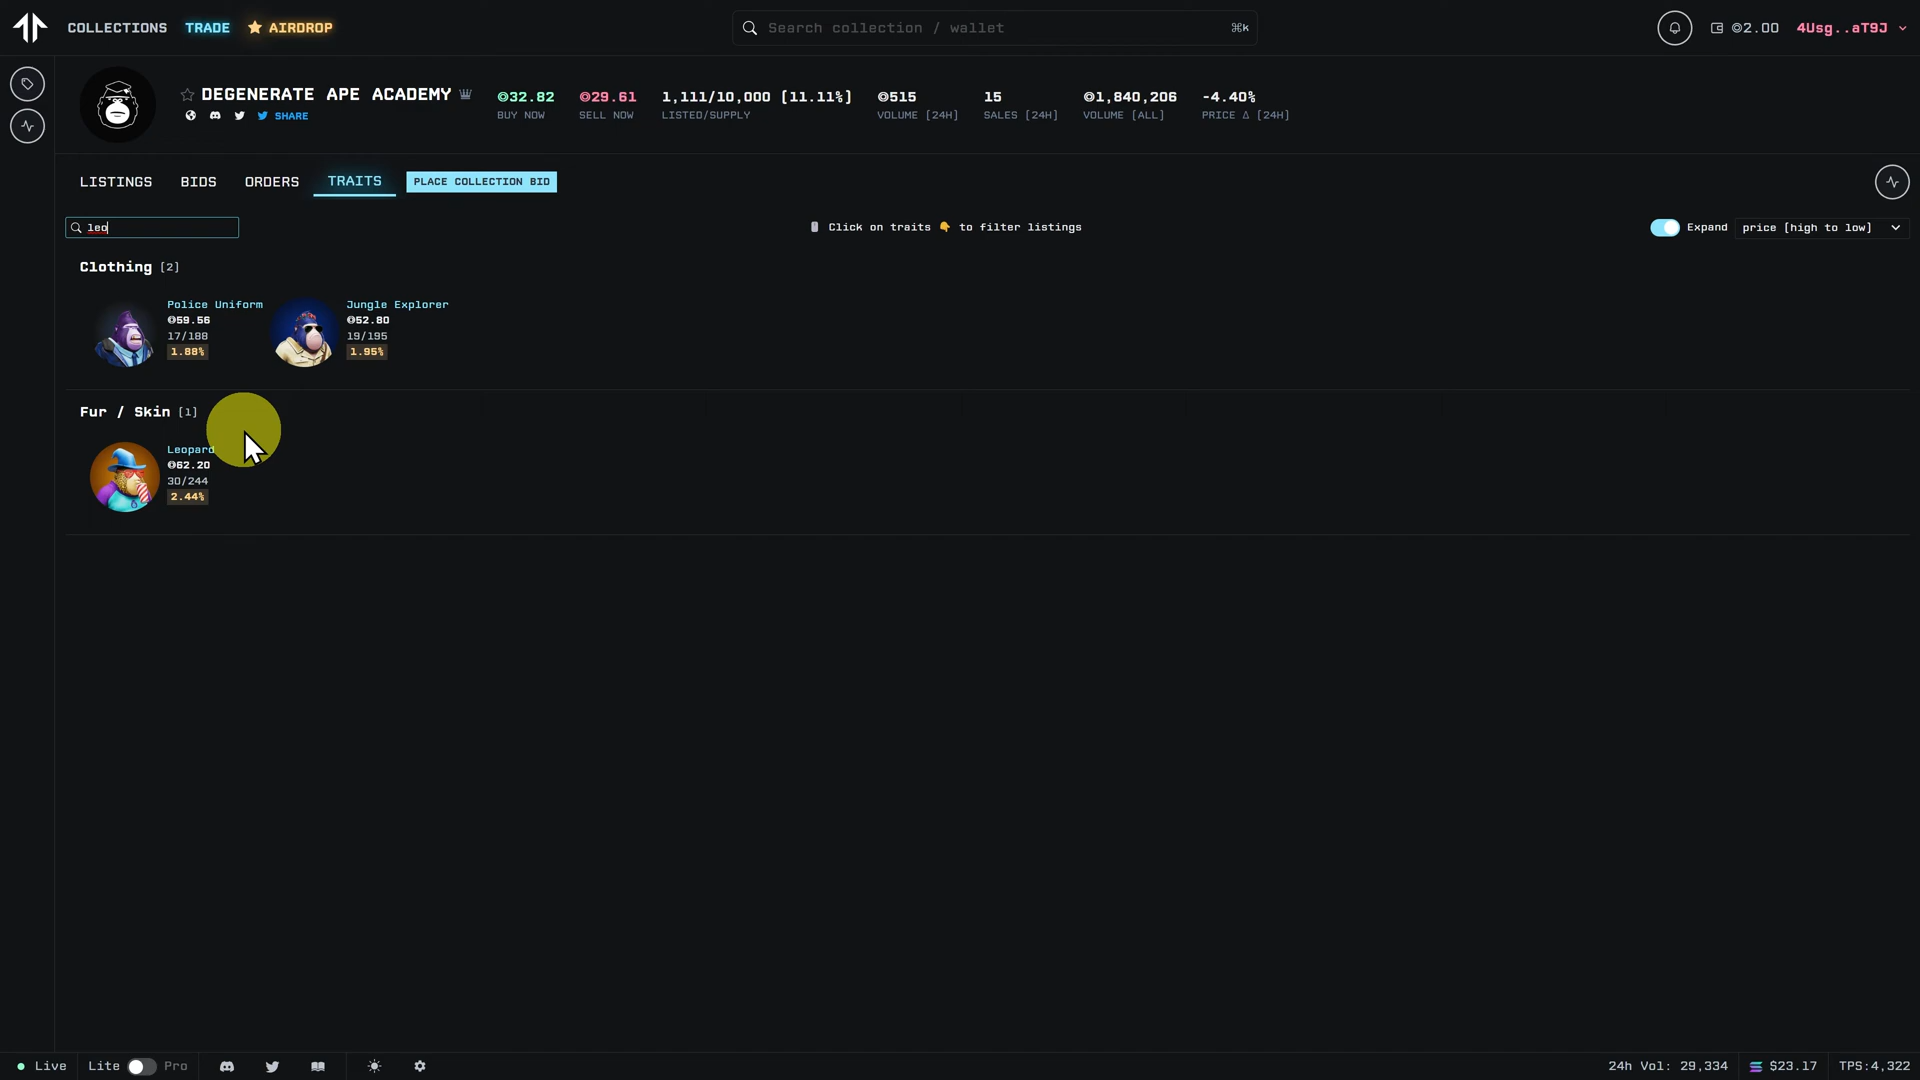 COLLECTIONS TRADE AIRDROP Search collection / wallet ⌘K ◎2.00 4Usg..aT9J
DEGENERATE APE ACADEMY
SHARE
◎32.82 ◎29.61 1,111/10,000 [11.11%] ◎515 15 ◎1,840,206 -4.40%
BUY NOW SELL NOW LISTED/SUPPLY VOLUME [24H] SALES [24H] VOLUME [ALL] PRICE Δ [24H]
LISTINGS BIDS ORDERS TRAITS PLACE COLLECTION BID
leo Click on traits 👇 to filter listings Expand price [high to low]
Clothing [2]
Police Uniform
◎59.56
17/188
1.88%
Jungle Explorer
◎52.80
19/195
1.95%
Fur / Skin [1]
Leopard
◎62.20
30/244
2.44%
Live Lite Pro 24h Vol: 29,334 $23.17 TPS:4,322